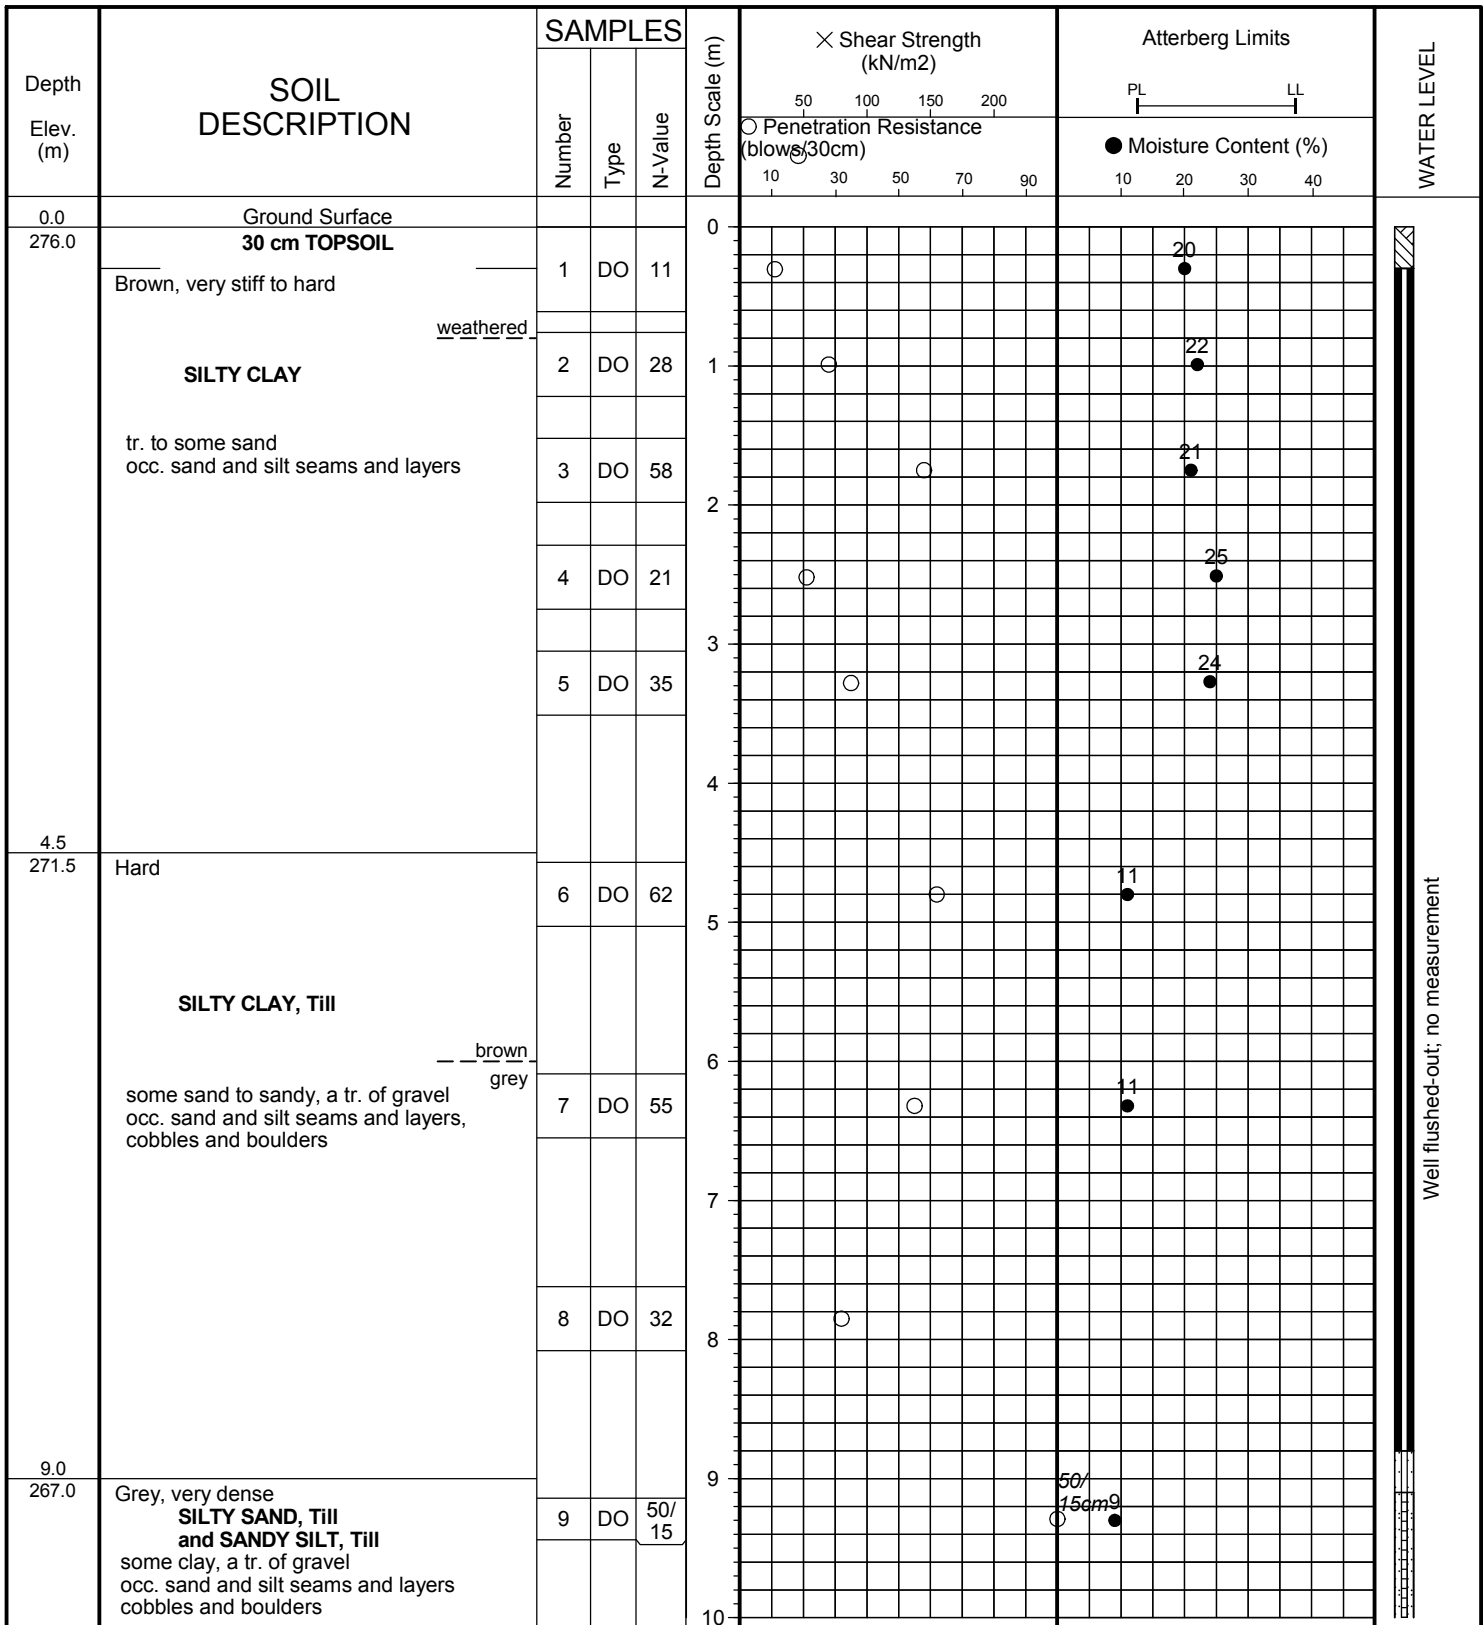 Depth
Elev.
(m)
SOIL
DESCRIPTION
SAMPLES
Number
Type
N-Value
Depth Scale (m)
Shear Strength
(kN/m2)
50 100 150 200
Penetration Resistance
(blows/30cm)
10 30 50 70 90
Atterberg Limits
PL LL
Moisture Content (%)
10 20 30 40
WATER LEVEL
0.0 Ground Surface
276.0 30 cm TOPSOIL
0
1 DO 11
20
Brown, very stiff to hard
weathered
SILTY CLAY
2 DO 28
1
22
tr. to some sand
occ. sand and silt seams and layers
3 DO 58
21
2
4 DO 21
25
3
5 DO 35
24
4
4.5
271.5 Hard
6 DO 62
11
5
SILTY CLAY, Till
brown
grey
6
some sand to sandy, a tr. of gravel
occ. sand and silt seams and layers,
cobbles and boulders
7 DO 55
11
7
8 DO 32
8
Well flushed-out; no measurement
9.0
267.0
9
Grey, very dense
SILTY SAND, Till
and SANDY SILT, Till
some clay, a tr. of gravel
occ. sand and silt seams and layers
cobbles and boulders
9 DO 50/
15
50/
15cm
9
10